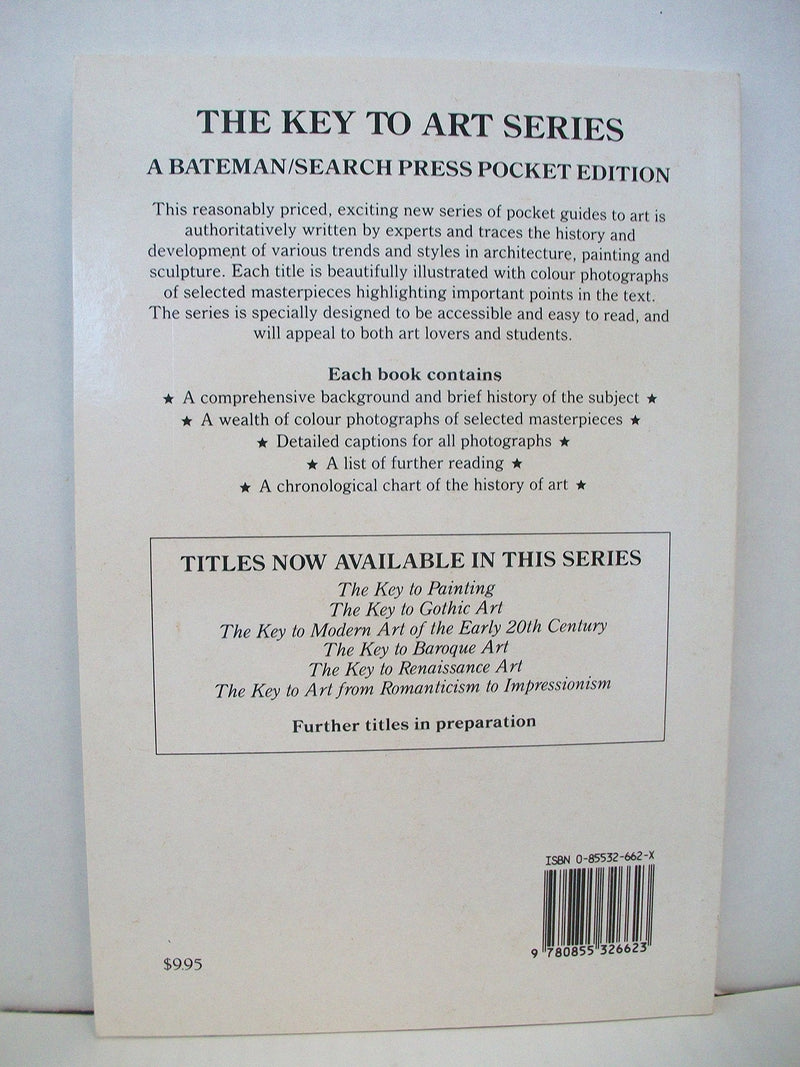 THE KEY TO ART SERIES
A BATEMAN/SEARCH PRESS POCKET EDITION
This reasonably priced, exciting new series of pocket guides to art is
authoritatively written by experts and traces the history and
development of various trends and styles in architecture, painting and
sculpture. Each title is beautifully illustrated with colour photographs
of selected masterpieces highlighting important points in the text.
The series is specially designed to be accessible and easy to read, and
will appeal to both art lovers and students.
Each book contains
★ A comprehensive background and brief history of the subject ★
★ A wealth of colour photographs of selected masterpieces ★
★ Detailed captions for all photographs ★
★ A list of further reading ★
★ A chronological chart of the history of art ★
TITLES NOW AVAILABLE IN THIS SERIES
The Key to Painting
The Key to Gothic Art
The Key to Modern Art of the Early 20th Century
The Key to Baroque Art
The Key to Renaissance Art
The Key to Art from Romanticism to Impressionism
Further titles in preparation
ISBN 0-85532-662-X
9 780855 326623
$9.95